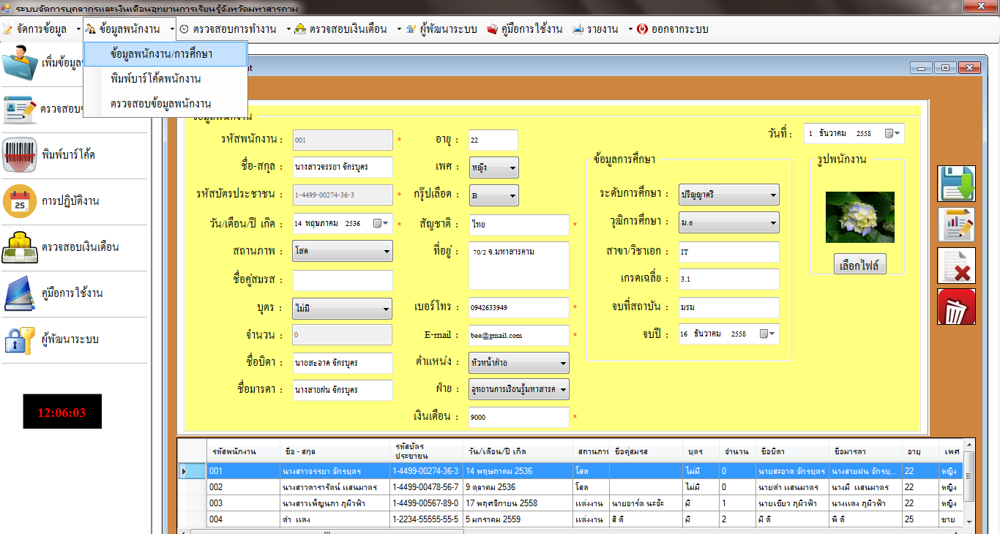 ระบบจัดการบุคลากรและเงินเดือนอุทยานการเรียนรู้จังหวัดมหาสารคาม
จัดการข้อมูล ข้อมูลพนักงาน ตรวจสอบการทำงาน ตรวจสอบเงินเดือน ผู้พัฒนาระบบ คู่มือการใช้งาน รายงาน ออกจากระบบ
ข้อมูลพนักงาน/การศึกษา
พิมพ์บาร์โค้ดพนักงาน
ตรวจสอบข้อมูลพนักงาน
เพิ่มข้อมูล
ตรวจสอบ
พิมพ์บาร์โค้ด
25
การปฏิบัติงาน
ตรวจสอบเงินเดือน
คู่มือการใช้งาน
ผู้พัฒนาระบบ
12:06:03
ข้อมูลพนักงาน
รหัสพนักงาน : 001 *
ชื่อ-สกุล : นางสาวจรรยา จักรบุตร
รหัสบัตรประชาชน : 1-4499-00274-36-3 *
วัน/เดือน/ปี เกิด : 14 พฤษภาคม 2536 *
สถานภาพ : โสด
ชื่อคู่สมรส :
บุตร : ไม่มี
จำนวน : 0
ชื่อบิดา : นายสะอาด จักรบุตร
ชื่อมารดา : นางสายฝน จักรบุตร
อายุ : 22
เพศ : หญิง
กรุ๊ปเลือด : B
สัญชาติ : ไทย *
ที่อยู่ : 70/2 จ.มหาสารคาม
เบอร์โทร : 0942633949 *
E-mail : bee@gmail.com *
ตำแหน่ง : หัวหน้าฝ่าย
ฝ่าย : อุทยานการเรียนรู้มหาสารค
เงินเดือน : 9000 *
วันที่ : 1 ธันวาคม 2558
ข้อมูลการศึกษา
ระดับการศึกษา : ปริญญาตรี
วุฒิการศึกษา : ม.6
สาขา/วิชาเอก : IT
เกรดเฉลี่ย : 3.1
จบที่สถาบัน : มรม
จบปี : 16 ธันวาคม 2558
รูปพนักงาน
เลือกไฟล์
รหัสพนักงาน ชื่อ - สกุล รหัสบัตรประชาชน วัน/เดือน/ปี เกิด สถานภาพ ชื่อคู่สมรส บุตร จำนวน ชื่อบิดา ชื่อมารดา อายุ เพศ
001 นางสาวจรรยา จักรบุตร 1-4499-00274-36-3 14 พฤษภาคม 2536 โสด ไม่มี 0 นายสะอาด จักรบุตร นางสายฝน จักรบุ... 22 หญิง
002 นางสาวดารารัตน์ แสนมาตร 1-4499-00478-56-7 9 ตุลาคม 2536 โสด ไม่มี 0 นายดำ แสนมาตร นางมี แสนมาตร 22 หญิง
003 นางสาวเพ็ญนภา ภูผิวฟ้า 1-4499-00567-89-0 17 พฤศจิกายน 2558 แต่งงาน นายอาร์ต นะจ๊ะ มี 1 นายเขียว ภูผิวฟ้า นางแดง ภูผิวฟ้า 22 หญิง
004 ดำ แดง 1-2234-55555-55-5 5 มกราคม 2559 แต่งงาน สี ดี มี 2 มี ดี พี ดี 25 ชาย